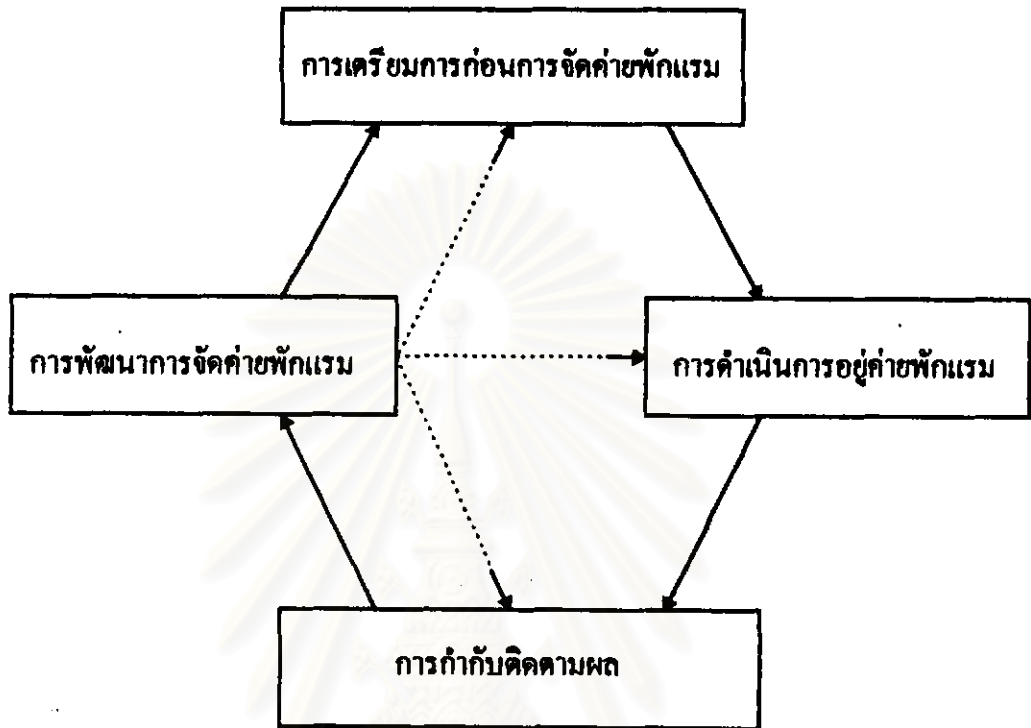 การเตรียมการก่อนการจัดค่ายพักแรม
การพัฒนาการจัดค่ายพักแรม
การดำเนินการอยู่ค่ายพักแรม
การกำกับติดตามผล